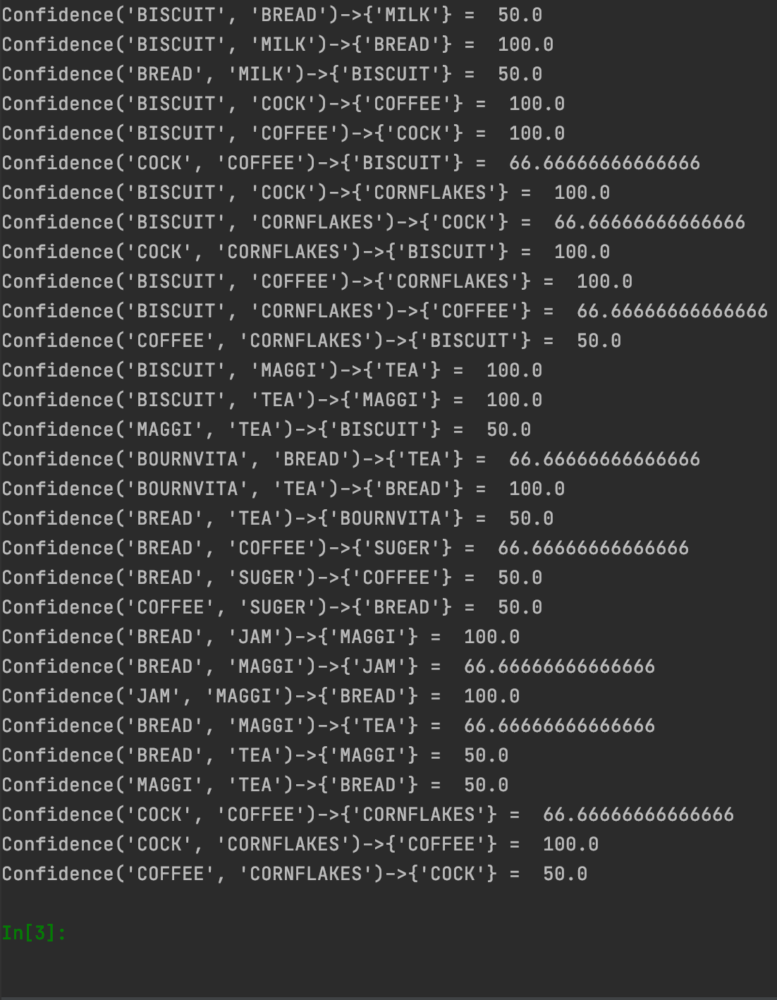 Confidence('BISCUIT', 'BREAD')->{'MILK'} =  50.0
Confidence('BISCUIT', 'MILK')->{'BREAD'} =  100.0
Confidence('BREAD', 'MILK')->{'BISCUIT'} =  50.0
Confidence('BISCUIT', 'COCK')->{'COFFEE'} =  100.0
Confidence('BISCUIT', 'COFFEE')->{'COCK'} =  100.0
Confidence('COCK', 'COFFEE')->{'BISCUIT'} =  66.66666666666666
Confidence('BISCUIT', 'COCK')->{'CORNFLAKES'} =  100.0
Confidence('BISCUIT', 'CORNFLAKES')->{'COCK'} =  66.66666666666666
Confidence('COCK', 'CORNFLAKES')->{'BISCUIT'} =  100.0
Confidence('BISCUIT', 'COFFEE')->{'CORNFLAKES'} =  100.0
Confidence('BISCUIT', 'CORNFLAKES')->{'COFFEE'} =  66.66666666666666
Confidence('COFFEE', 'CORNFLAKES')->{'BISCUIT'} =  50.0
Confidence('BISCUIT', 'MAGGI')->{'TEA'} =  100.0
Confidence('BISCUIT', 'TEA')->{'MAGGI'} =  100.0
Confidence('MAGGI', 'TEA')->{'BISCUIT'} =  50.0
Confidence('BOURNVITA', 'BREAD')->{'TEA'} =  66.66666666666666
Confidence('BOURNVITA', 'TEA')->{'BREAD'} =  100.0
Confidence('BREAD', 'TEA')->{'BOURNVITA'} =  50.0
Confidence('BREAD', 'COFFEE')->{'SUGER'} =  66.66666666666666
Confidence('BREAD', 'SUGER')->{'COFFEE'} =  50.0
Confidence('COFFEE', 'SUGER')->{'BREAD'} =  50.0
Confidence('BREAD', 'JAM')->{'MAGGI'} =  100.0
Confidence('BREAD', 'MAGGI')->{'JAM'} =  66.66666666666666
Confidence('JAM', 'MAGGI')->{'BREAD'} =  100.0
Confidence('BREAD', 'MAGGI')->{'TEA'} =  66.66666666666666
Confidence('BREAD', 'TEA')->{'MAGGI'} =  50.0
Confidence('MAGGI', 'TEA')->{'BREAD'} =  50.0
Confidence('COCK', 'COFFEE')->{'CORNFLAKES'} =  66.66666666666666
Confidence('COCK', 'CORNFLAKES')->{'COFFEE'} =  100.0
Confidence('COFFEE', 'CORNFLAKES')->{'COCK'} =  50.0
In[3]: